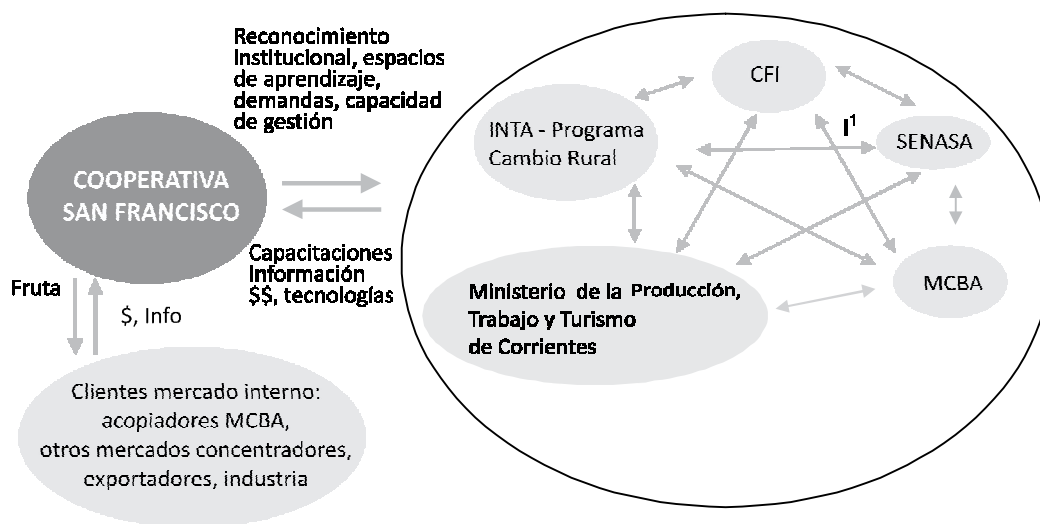 Reconocimiento
institucional, espacios
de aprendizaje,
demandas, capacidad
de gestión
COOPERATIVA
SAN FRANCISCO
Capacitaciones
Información
$$, tecnologías
Fruta
$, Info
Clientes mercado interno:
acopiadores MCBA,
otros mercados concentradores,
exportadores, industria
CFI
INTA - Programa
Cambio Rural
I¹
SENASA
MCBA
Ministerio de la Producción,
Trabajo y Turismo
de Corrientes